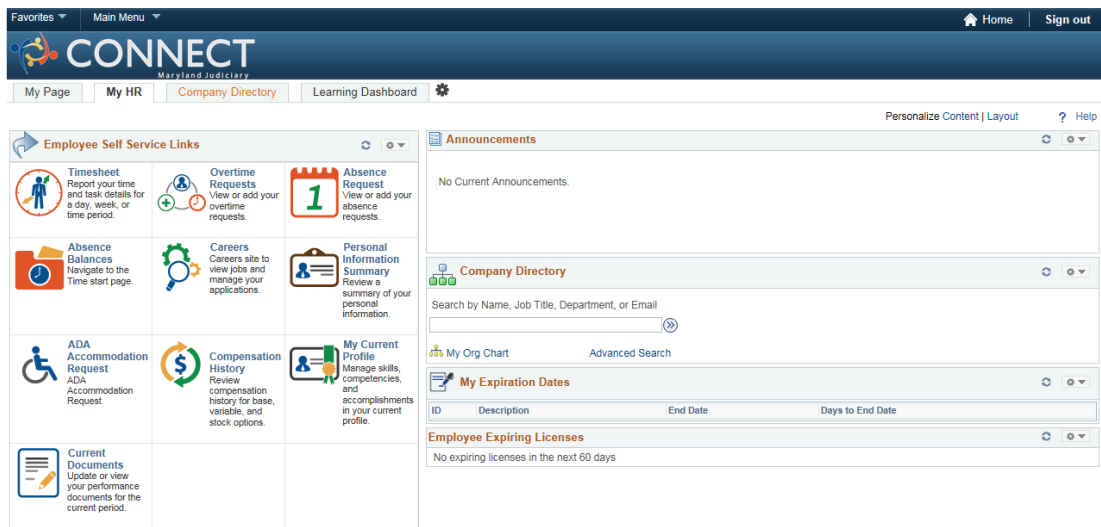 Favorites Main Menu Home Sign out
CONNECT
Maryland Judiciary
My Page My HR Company Directory Learning Dashboard
Personalize Content | Layout ? Help
Employee Self Service Links
Timesheet
Report your time
and task details for
a day, week, or
time period.
Overtime
Requests
View or add your
overtime
requests.
1
Absence
Request
View or add your
absence
requests.
Absence
Balances
Navigate to the
Time start page.
Careers
Careers site to
view jobs and
manage your
applications.
Personal
Information
Summary
Review a
summary of your
personal
information.
ADA
Accommodation
Request
ADA
Accommodation
Request
$
Compensation
History
Review
compensation
history for base,
variable, and
stock options.
My Current
Profile
Manage skills,
competencies,
and
accomplishments
in your current
profile.
Current
Documents
Update or view
your performance
documents for the
current period.
Announcements
No Current Announcements.
Company Directory
Search by Name, Job Title, Department, or Email
My Org Chart Advanced Search
My Expiration Dates
ID Description End Date Days to End Date
Employee Expiring Licenses
No expiring licenses in the next 60 days